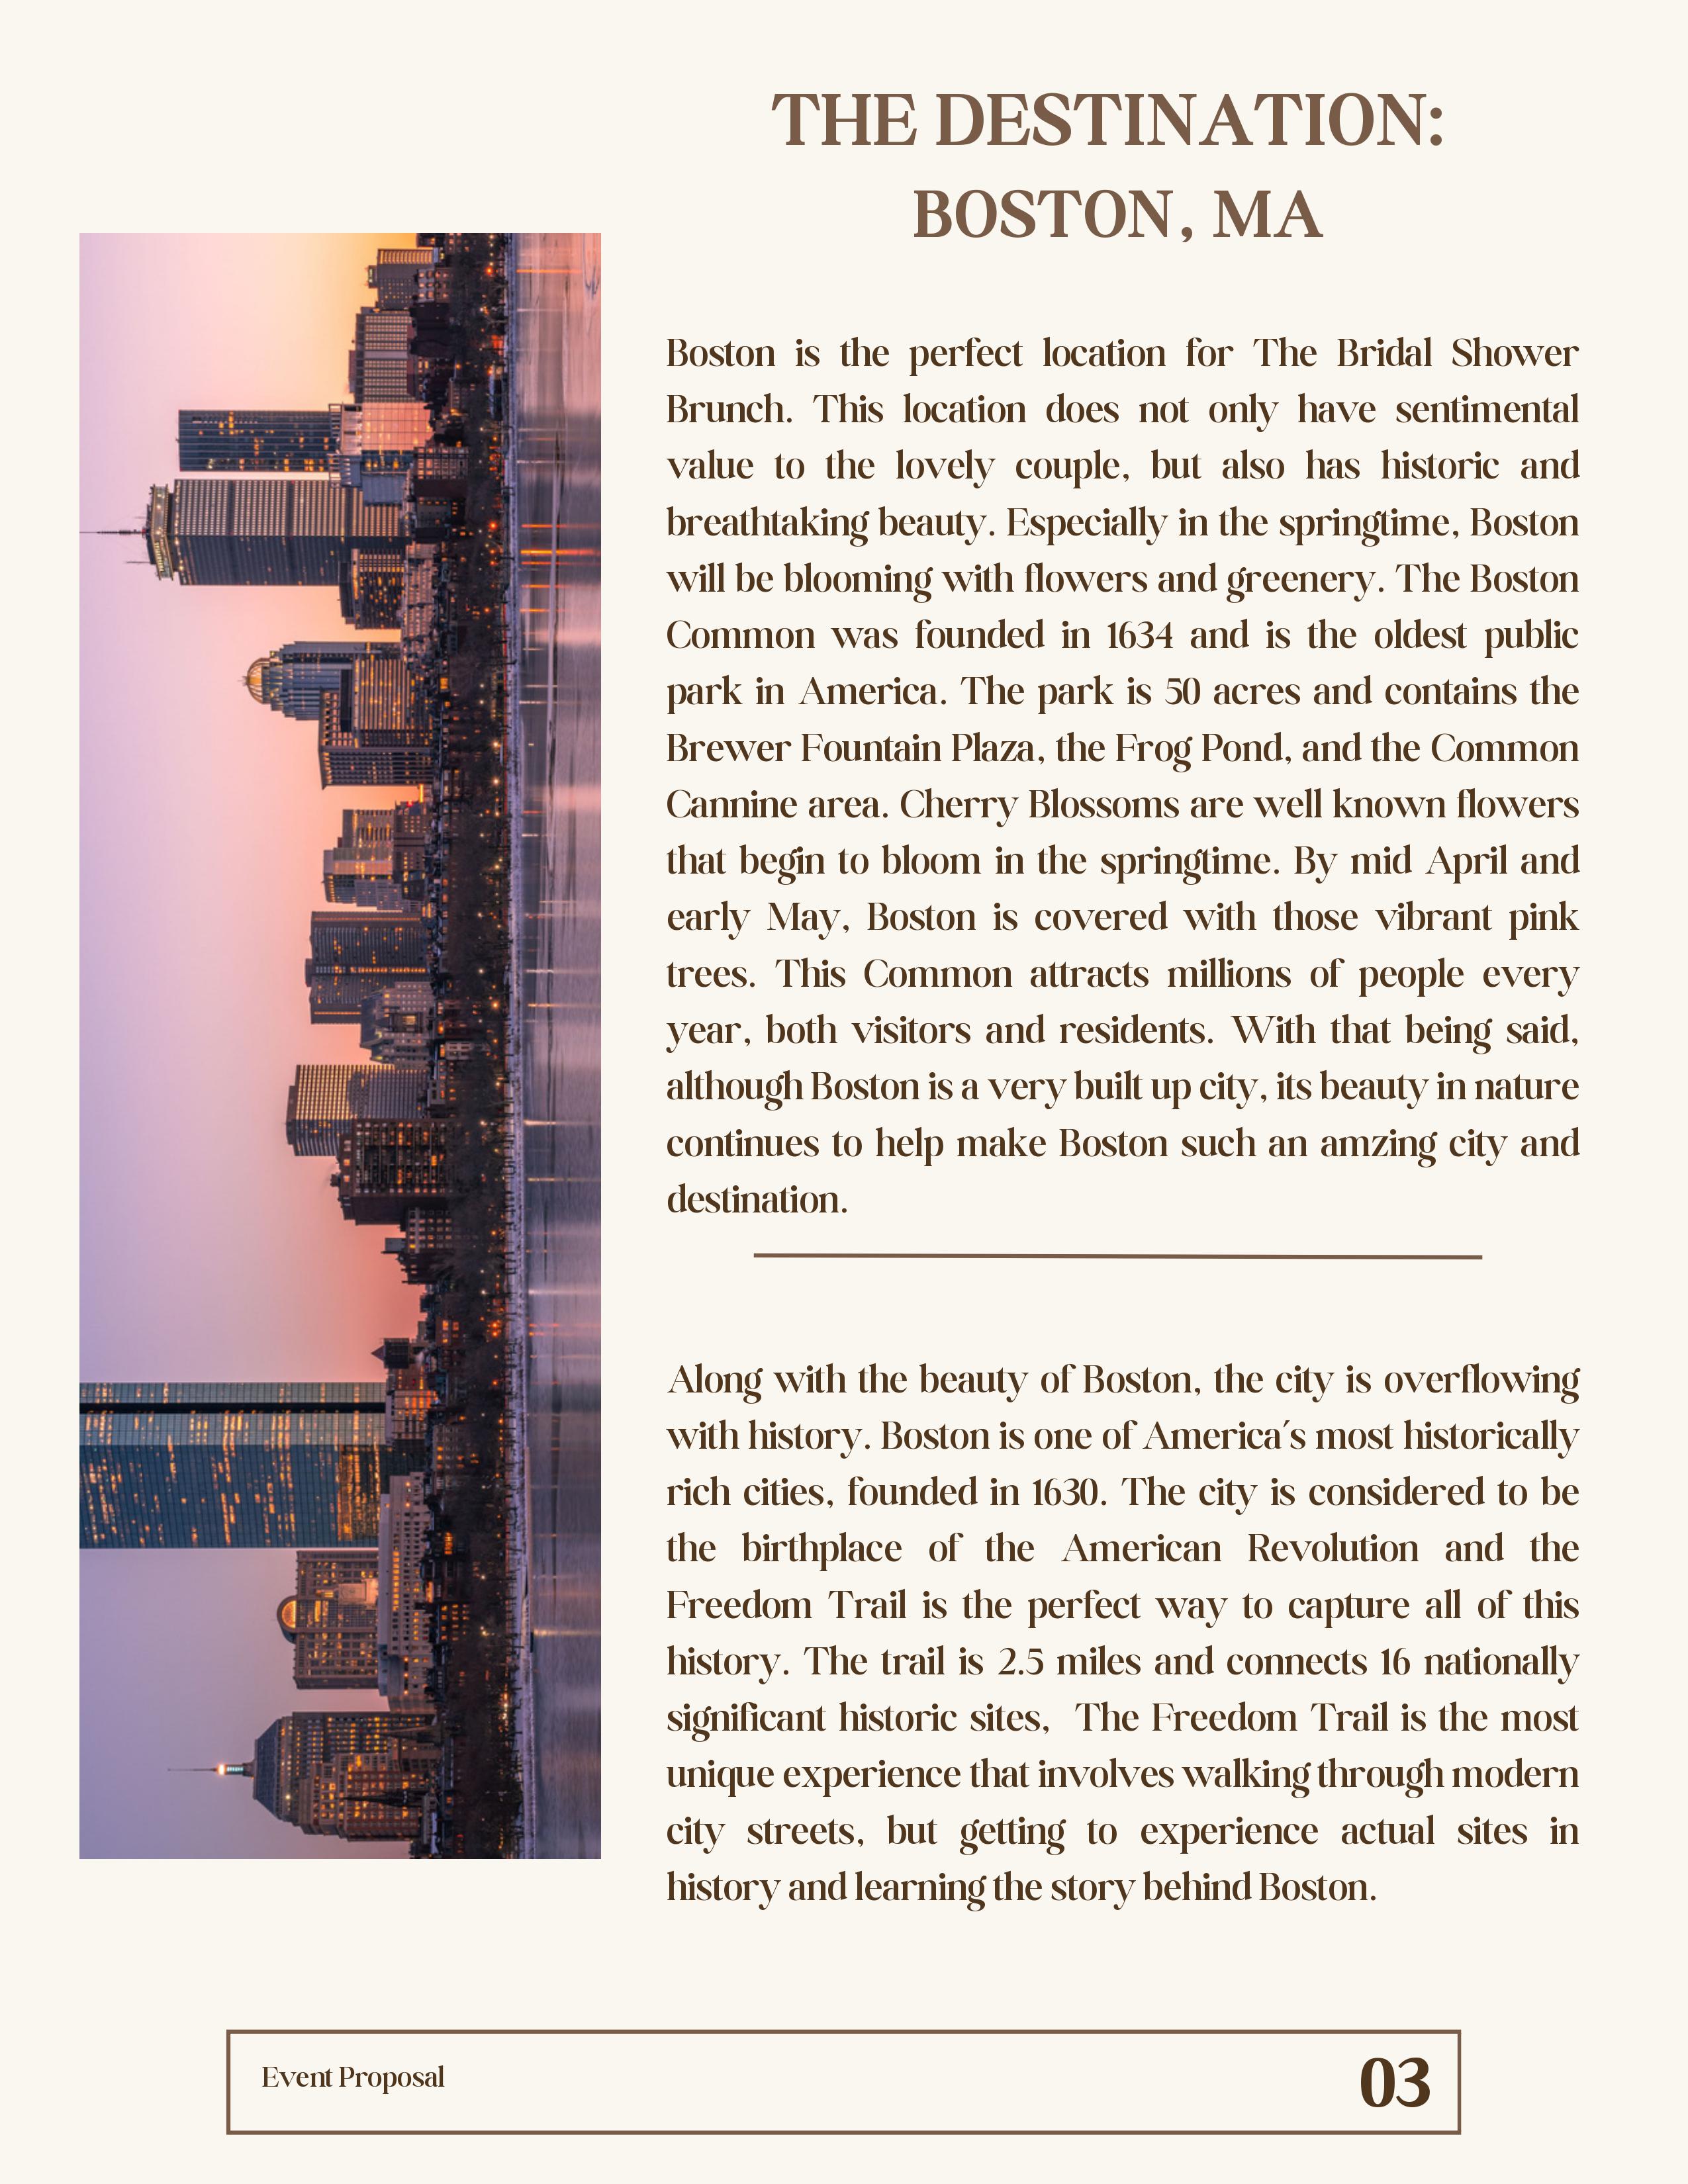 THE DESTINATION:
BOSTON, MA
Boston is the perfect location for The Bridal Shower
Brunch. This location does not only have sentimental
value to the lovely couple, but also has historic and
breathtaking beauty. Especially in the springtime, Boston
will be blooming with flowers and greenery. The Boston
Common was founded in 1634 and is the oldest public
park in America. The park is 50 acres and contains the
Brewer Fountain Plaza, the Frog Pond, and the Common
Cannine area. Cherry Blossoms are well known flowers
that begin to bloom in the springtime. By mid April and
early May, Boston is covered with those vibrant pink
trees. This Common attracts millions of people every
year, both visitors and residents. With that being said,
although Boston is a very built up city, its beauty in nature
continues to help make Boston such an amzing city and
destination.
Along with the beauty of Boston, the city is overflowing
with history. Boston is one of America´s most historically
rich cities, founded in 1630. The city is considered to be
the birthplace of the American Revolution and the
Freedom Trail is the perfect way to capture all of this
history. The trail is 2.5 miles and connects 16 nationally
significant historic sites,  The Freedom Trail is the most
unique experience that involves walking through modern
city streets, but getting to experience actual sites in
history and learning the story behind Boston.
Event Proposal
03